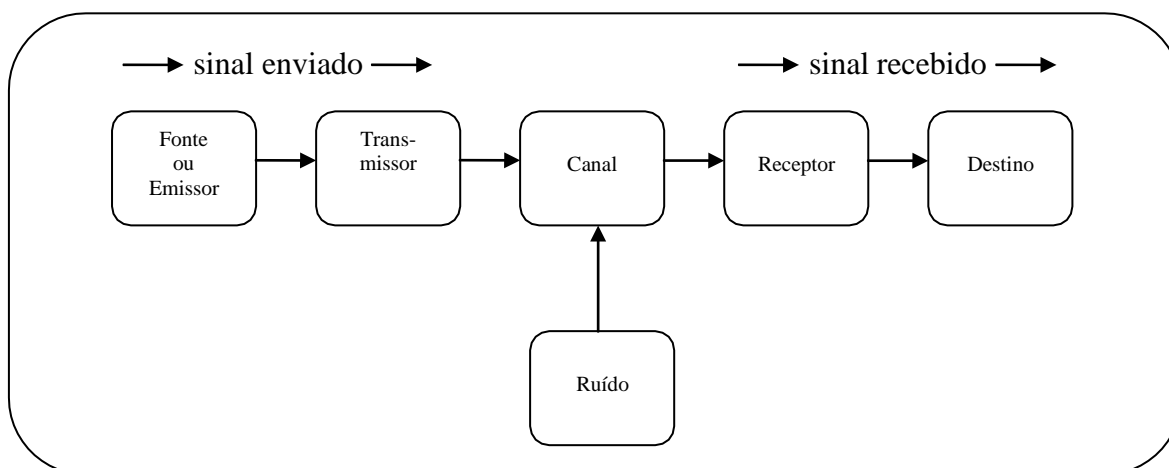 sinal enviado
sinal recebido
Fonte
ou
Emissor
Trans-
missor
Canal
Receptor
Destino
Ruído